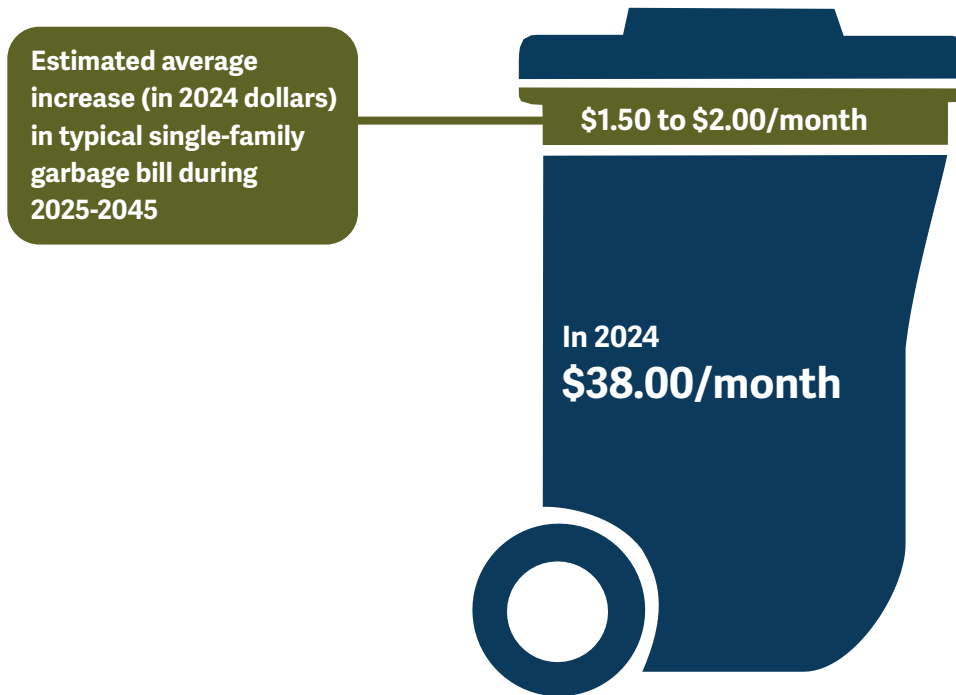 Estimated average
increase (in 2024 dollars)
in typical single-family
garbage bill during
2025-2045
$1.50 to $2.00/month
In 2024
$38.00/month